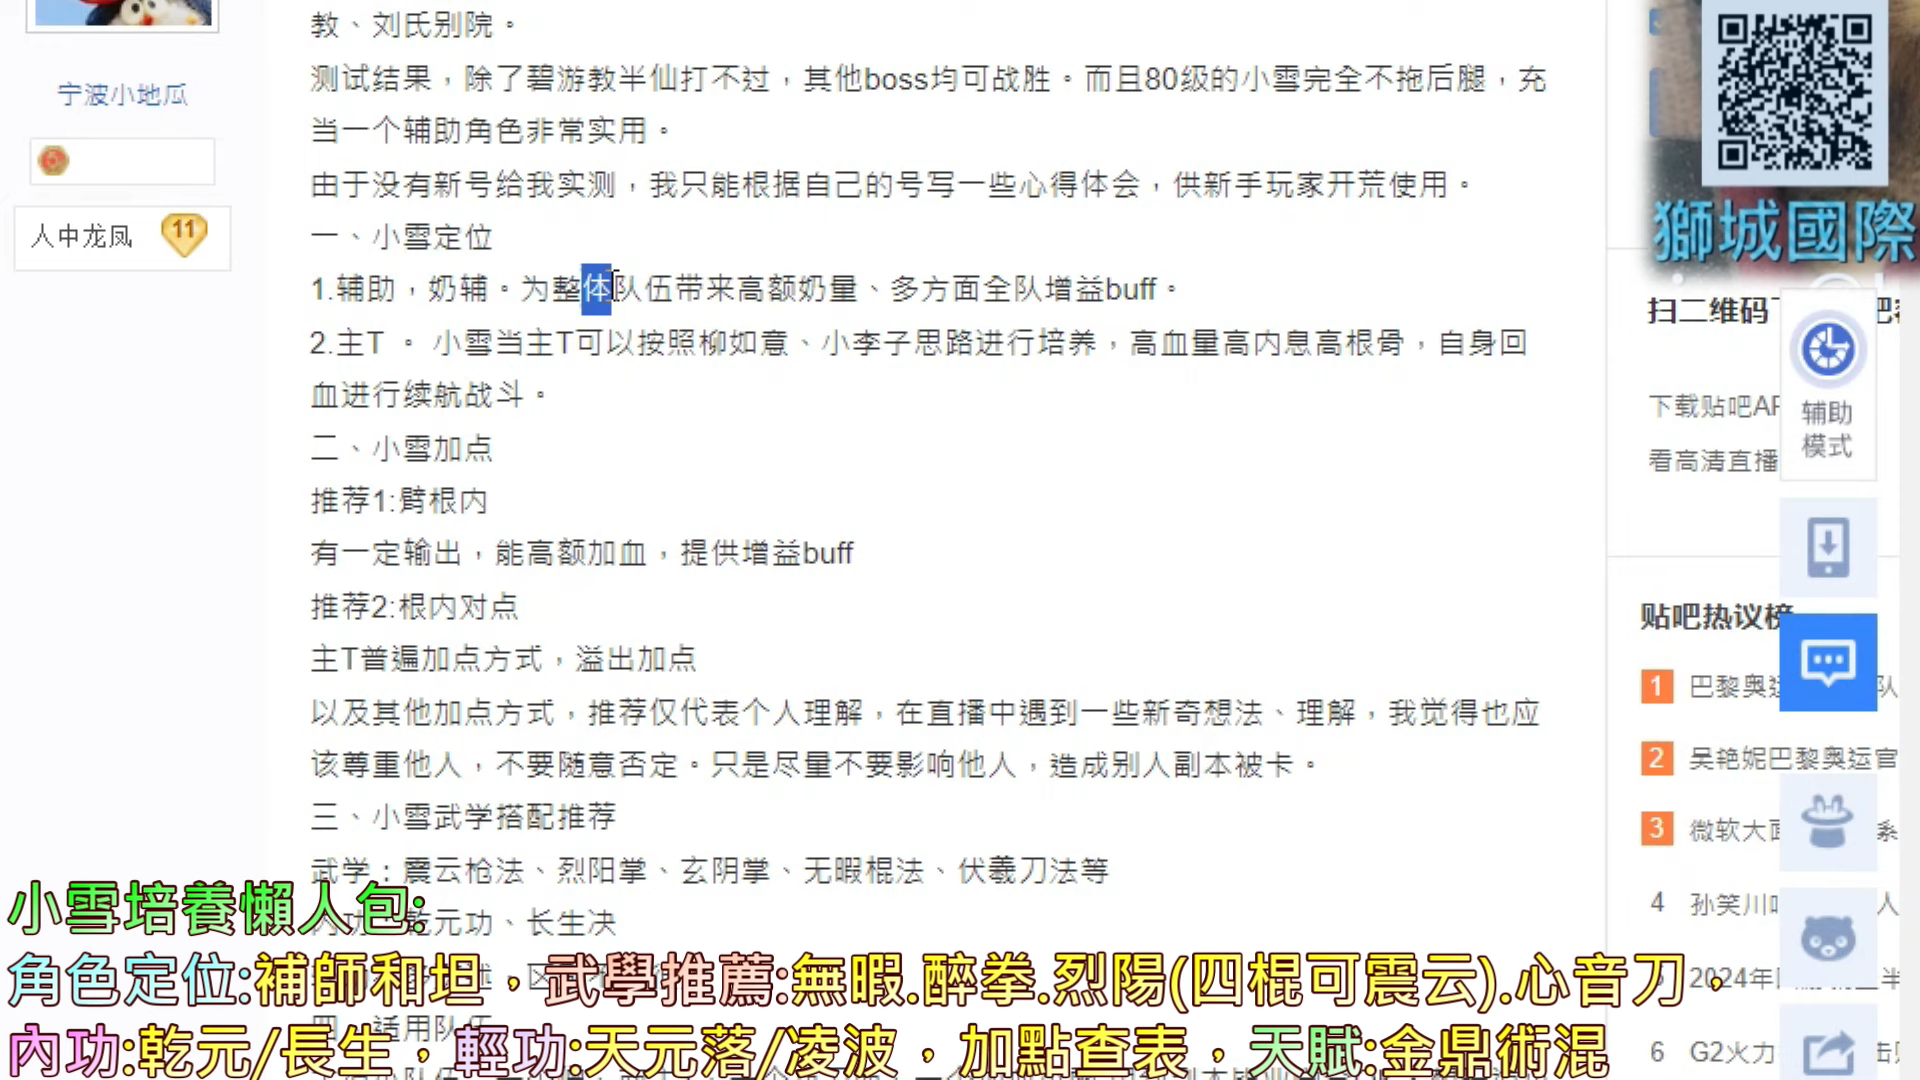 教、刘氏别院。
测试结果，除了碧游教半仙打不过，其他boss均可战胜。而且80级的小雪完全不拖后腿，充
当一个辅助角色非常实用。
由于没有新号给我实测，我只能根据自己的号写一些心得体会，供新手玩家开荒使用。
一、小雪定位
1.辅助，奶辅。为整体队伍带来高额奶量、多方面全队增益buff。
2.主T 。 小雪当主T可以按照柳如意、小李子思路进行培养，高血量高内息高根骨，自身回
血进行续航战斗。
二、小雪加点
推荐1:臂根内
有一定输出，能高额加血，提供增益buff
推荐2:根内对点
主T普遍加点方式，溢出加点
以及其他加点方式，推荐仅代表个人理解，在直播中遇到一些新奇想法、理解，我觉得也应
该尊重他人，不要随意否定。只是尽量不要影响他人，造成别人副本被卡。
三、小雪武学搭配推荐
武学：震云枪法、烈阳掌、玄阴掌、无暇棍法、伏羲刀法等
内功：乾元功、长生决
四、适用队伍
宁波小地瓜
人中龙凤
11
獅城國際
扫二维码下
下载贴吧AP
看高清直播
辅助
模式
贴吧热议榜
1 巴黎奥运
2 吴艳妮巴黎奥运官
3 微软大面
4 孙笑川吧
2024年
6 G2火力
小雪培養懶人包:
角色定位:補師和坦，武學推薦:無暇.醉拳.烈陽(四棍可震云).心音刀，
內功:乾元/長生，輕功:天元落/凌波，加點查表，天賦:金鼎術混